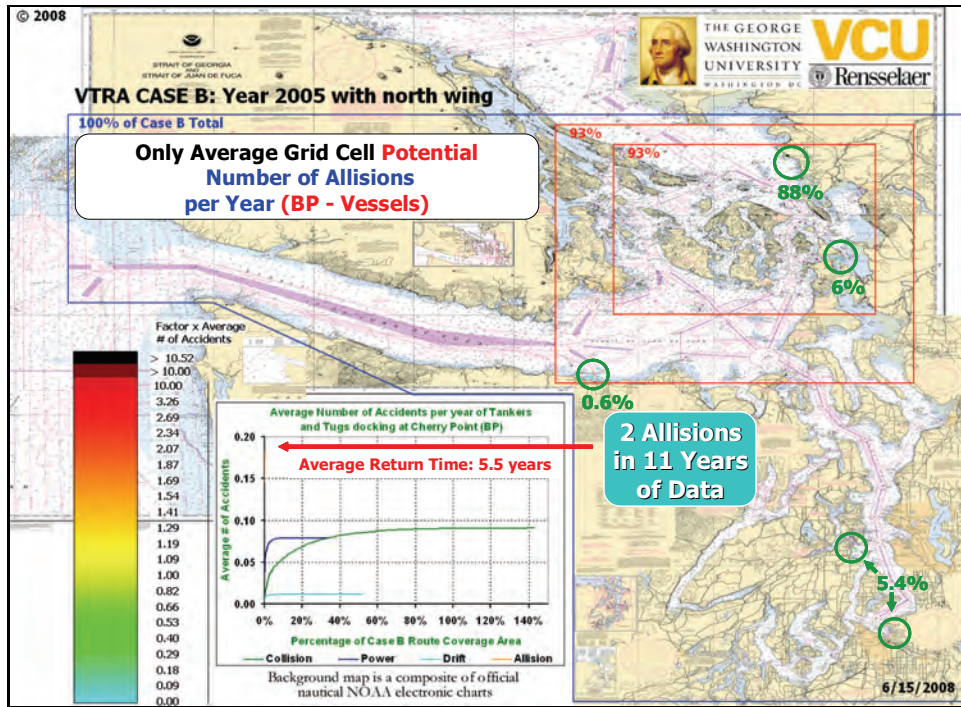 © 2008
STRAIT OF GEORGIA
AND
STRAIT OF JUAN DE FUCA
THE GEORGE
WASHINGTON
UNIVERSITY
WASHINGTON DC
VCU
Rensselaer
VTRA CASE B: Year 2005 with north wing
100% of Case B Total
93%
93%
Only Average Grid Cell Potential
Number of Allisions
per Year (BP - Vessels)
88%
6%
0.6%
Factor x Average
# of Accidents
> 10.52
> 10.00
10.00
3.26
2.69
2.34
2.07
1.87
1.69
1.54
1.41
1.29
1.19
1.09
1.00
0.82
0.66
0.53
0.40
0.29
0.18
0.09
0.00
Average Number of Accidents per year of Tankers
and Tugs docking at Cherry Point (BP)
Average # of Accidents
0.20
0.15
0.10
0.05
0.00
Average Return Time: 5.5 years
0% 20% 40% 60% 80% 100% 120% 140%
Percentage of Case B Route Coverage Area
Collision Power Drift Allision
Background map is a composite of official
nautical NOAA electronic charts
2 Allisions
in 11 Years
of Data
5.4%
6/15/2008